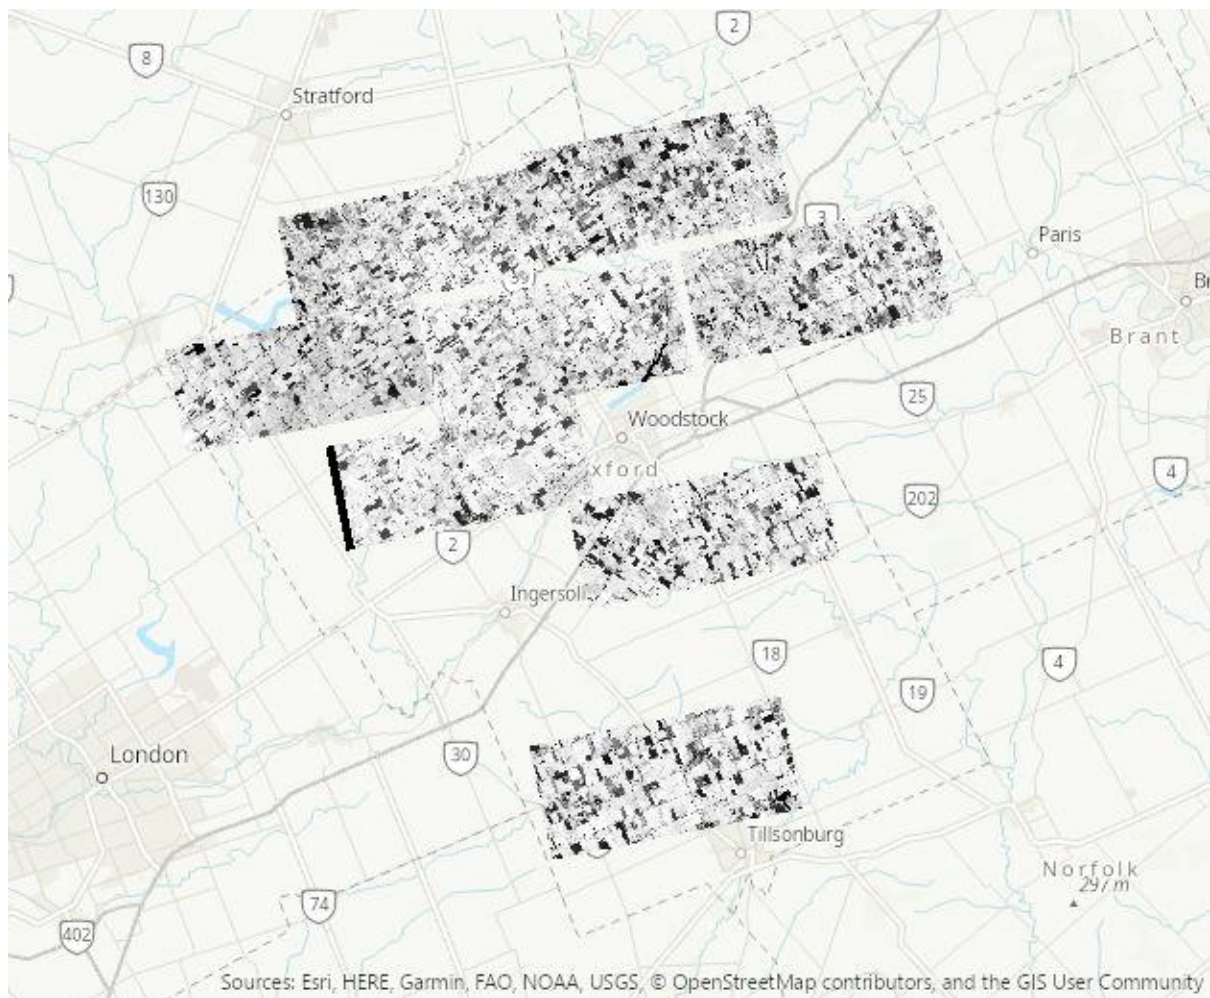 2
8
Stratford
130
3
Paris
Brant
25
Woodstock
xford
4
202
2
Ingersoll
18
4
19
London
30
Tillsonburg
Norfolk
297 m
74
402
Sources: Esri, HERE, Garmin, FAO, NOAA, USGS, © OpenStreetMap contributors, and the GIS User Community